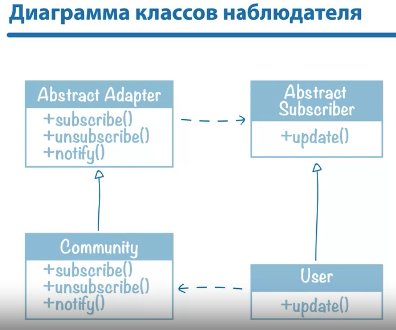 Диаграмма классов наблюдателя
Abstract Adapter
+subscribe()
+unsubscribe()
+notify()
Abstract
Subscriber
+update()
Community
+subscribe()
+unsubscribe()
+notify()
User
+update()